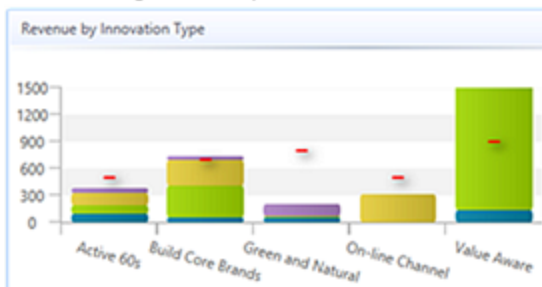 Revenue by Innovation Type
1500
1200
900
600
300
0
Active 60s
Build Core Brands
Green and Natural
On-line Channel
Value Aware